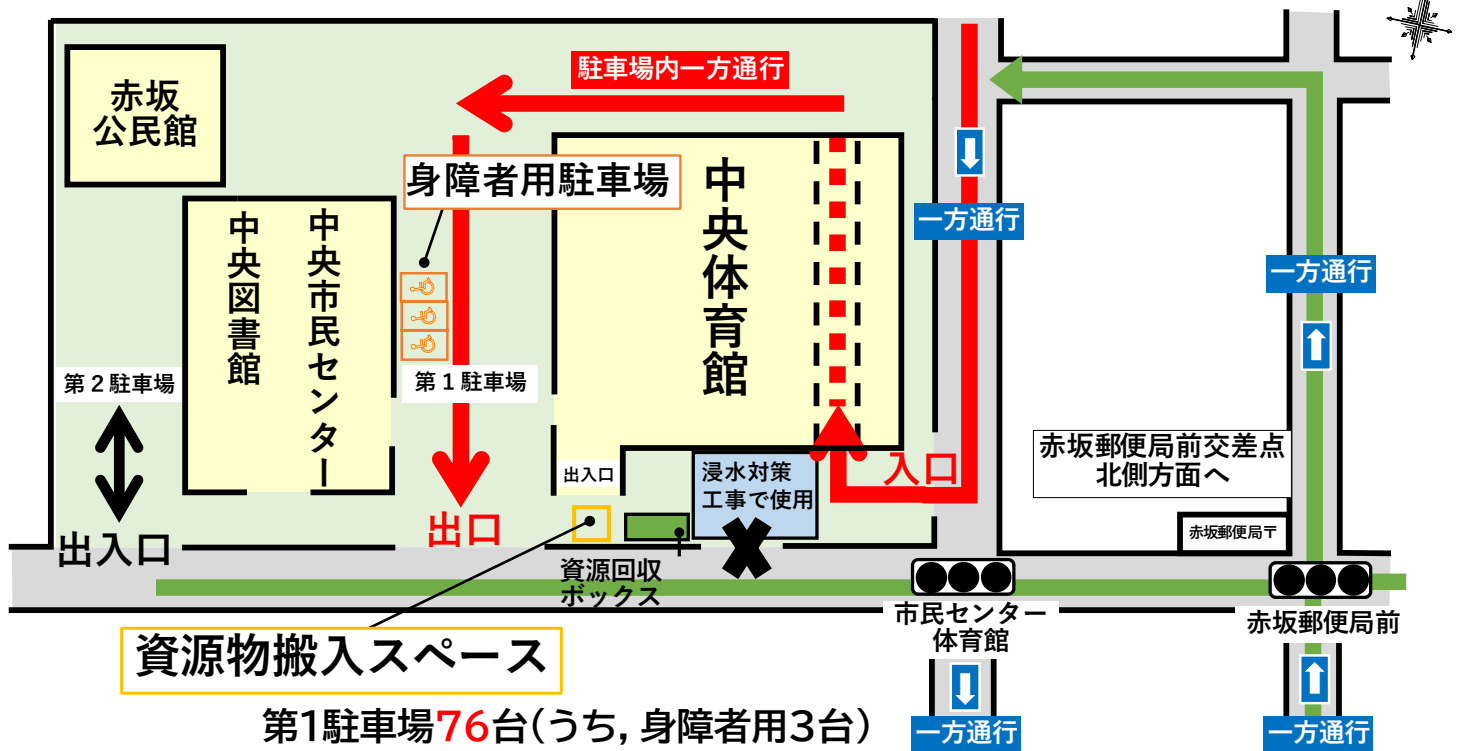 駐車場内一方通行
赤坂
公民館
身障者用駐車場
中央体育館
一方通行
中央図書館
中央市民センター
一方通行
第2駐車場
第1駐車場
赤坂郵便局前交差点
北側方面へ
入口
出入口
浸水対策
工事で使用
出口
赤坂郵便局〒
出入口
資源回収
ボックス
市民センター
体育館
赤坂郵便局前
資源物搬入スペース
第1駐車場76台(うち, 身障者用3台)
一方通行
一方通行